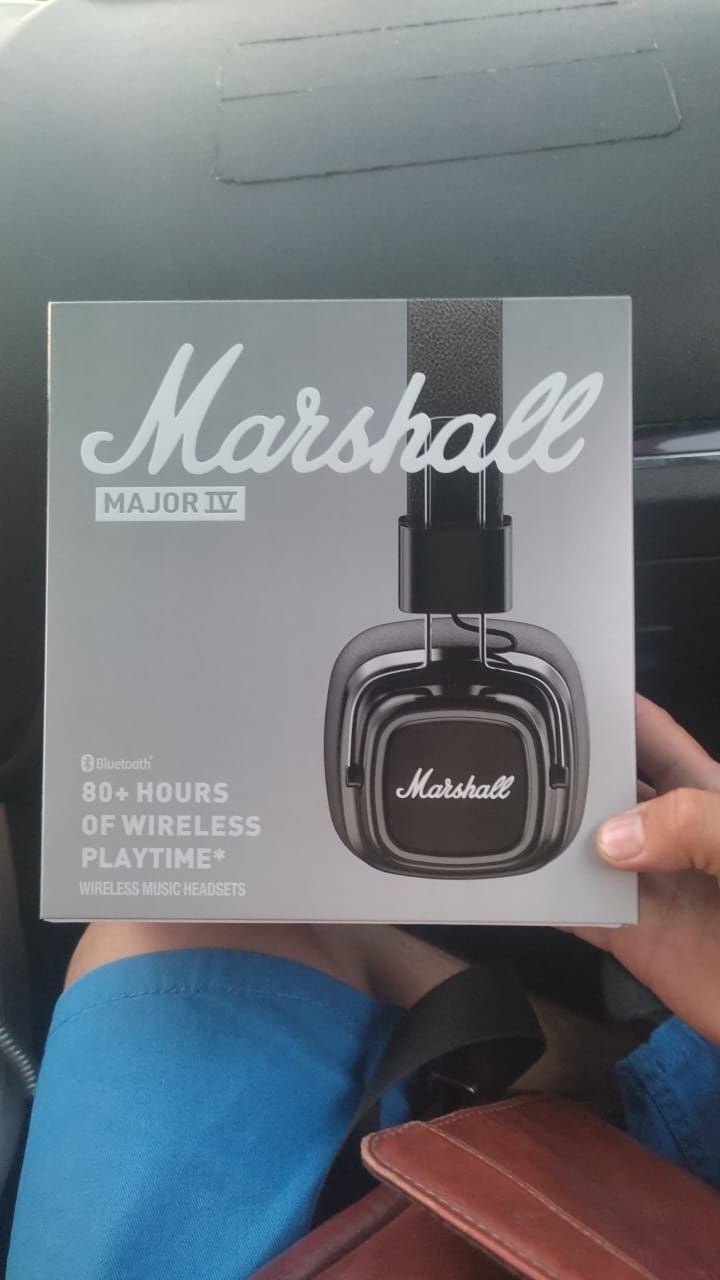 Marshall
MAJOR IV
Marshall
Bluetooth®
80+ HOURS
OF WIRELESS
PLAYTIME*
WIRELESS MUSIC HEADSETS